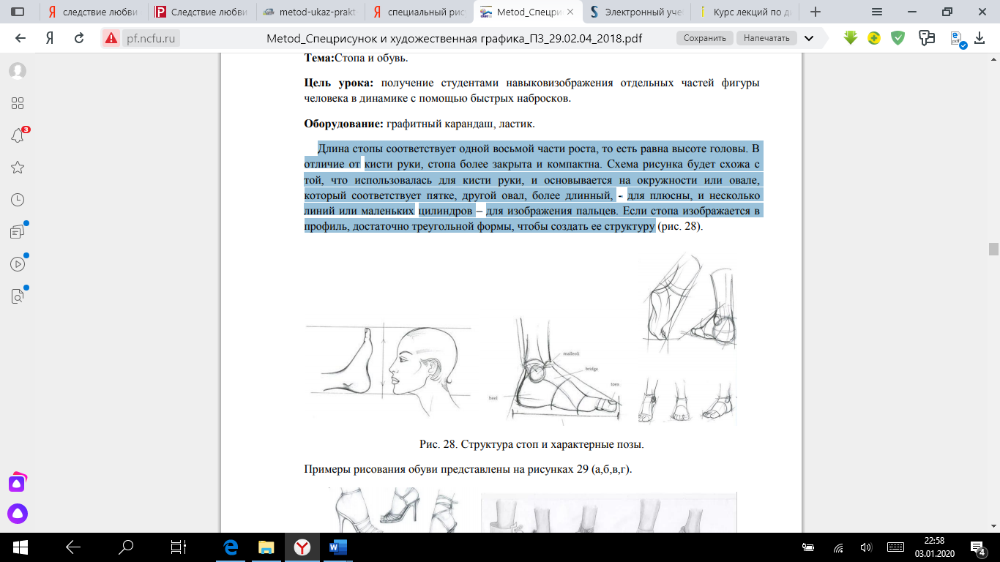 следствие любви
Следствие любви
metod-ukaz-prakt
специальный рис
Metod_Спецри
Электронный уче
Курс лекций по д
pf.ncfu.ru
Metod_Спецрисунок и художественная графика_ПЗ_29.02.04_2018.pdf
Сохранить
Напечатать
Тема:Стопа и обувь.
Цель урока: получение студентами навыковизображения отдельных частей фигуры
человека в динамике с помощью быстрых набросков.
Оборудование: графитный карандаш, ластик.
Длина стопы соответствует одной восьмой части роста, то есть равна высоте головы. В
отличие от кисти руки, стопа более закрыта и компактна. Схема рисунка будет схожа с
той, что использовалась для кисти руки, и основывается на окружности или овале,
который соответствует пятке, другой овал, более длинный, - для плюсны, и несколько
линий или маленьких цилиндров – для изображения пальцев. Если стопа изображается в
профиль, достаточно треугольной формы, чтобы создать ее структуру (рис. 28).
malleoli
bridge
toes
heel
Рис. 28. Структура стоп и характерные позы.
Примеры рисования обуви представлены на рисунках 29 (а,б,в,г).
3
22:58
03.01.2020
4